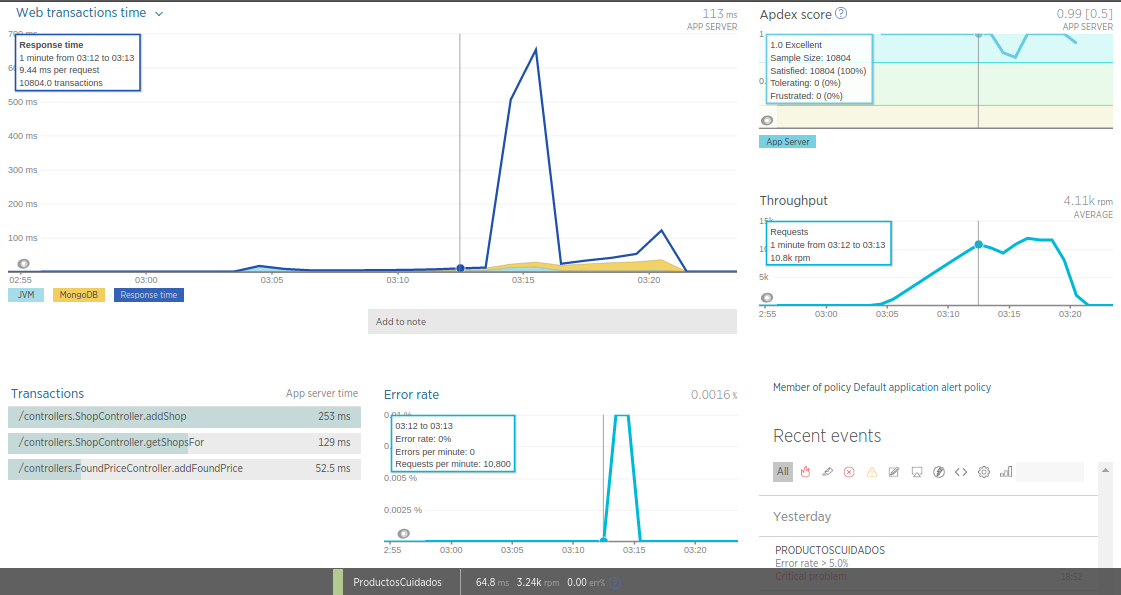 Web transactions time
113 ms
APP SERVER
Response time
1 minute from 03:12 to 03:13
9.44 ms per request
10804.0 transactions
500 ms
400 ms
300 ms
200 ms
100 ms
02:55 03:00 03:05 03:10 03:15 03:20
JVM MongoDB Response time
Add to note
Apdex score ?
0.99 [0.5]
APP SERVER
1
1.0 Excellent
Sample Size: 10804
Satisfied: 10804 (100%)
Tolerating: 0 (0%)
Frustrated: 0 (0%)
App Server
Throughput
4.11k rpm
AVERAGE
15k
Requests
1 minute from 03:12 to 03:13
10.8k rpm
5k
2:55 03:00 03:05 03:10 03:15 03:20
Transactions App server time
/controllers.ShopController.addShop 253 ms
/controllers.ShopController.getShopsFor 129 ms
/controllers.FoundPriceController.addFoundPrice 52.5 ms
Error rate 0.0016 %
0.01 %
03:12 to 03:13
Error rate: 0%
Errors per minute: 0
Requests per minute: 10,800
0.005 %
0.0025 %
2:55 03:00 03:05 03:10 03:15 03:20
Member of policy Default application alert policy
Recent events
All
Yesterday
PRODUCTOSCUIDADOS
Error rate > 5.0%
Critical problem 18:52
ProductosCuidados 64.8 ms 3.24k rpm 0.00 err%